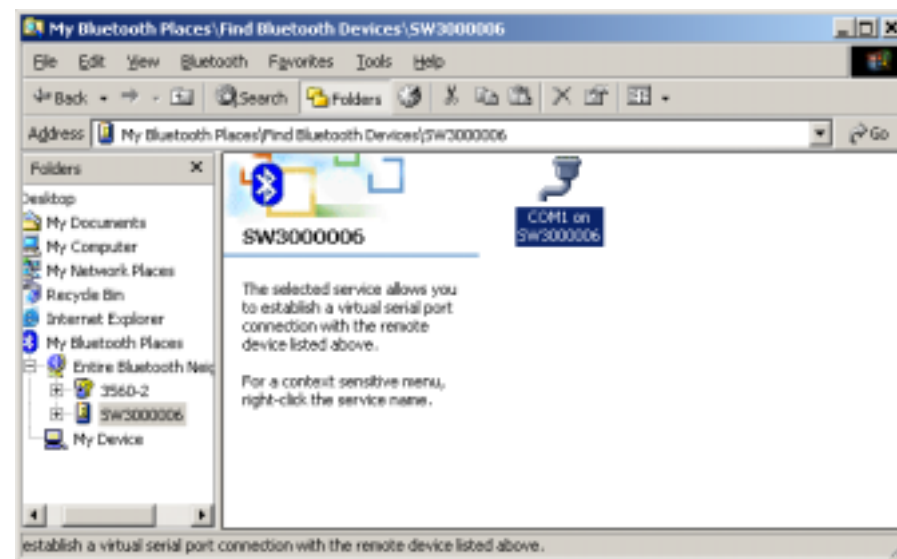 My Bluetooth Places\Find Bluetooth Devices\SW3000006
File Edit View Bluetooth Favorites Tools Help
Back Search Folders
Address My Bluetooth Places\Find Bluetooth Devices\SW3000006 Go
Folders
Desktop
My Documents
My Computer
My Network Places
Recycle Bin
Internet Explorer
My Bluetooth Places
Entire Bluetooth Neig
3560-2
SW3000006
My Device
SW3000006
The selected service allows you
to establish a virtual serial port
connection with the remote
device listed above.
For a context sensitive menu,
right-click the service name.
COM1 on
SW3000006
establish a virtual serial port connection with the remote device listed above.